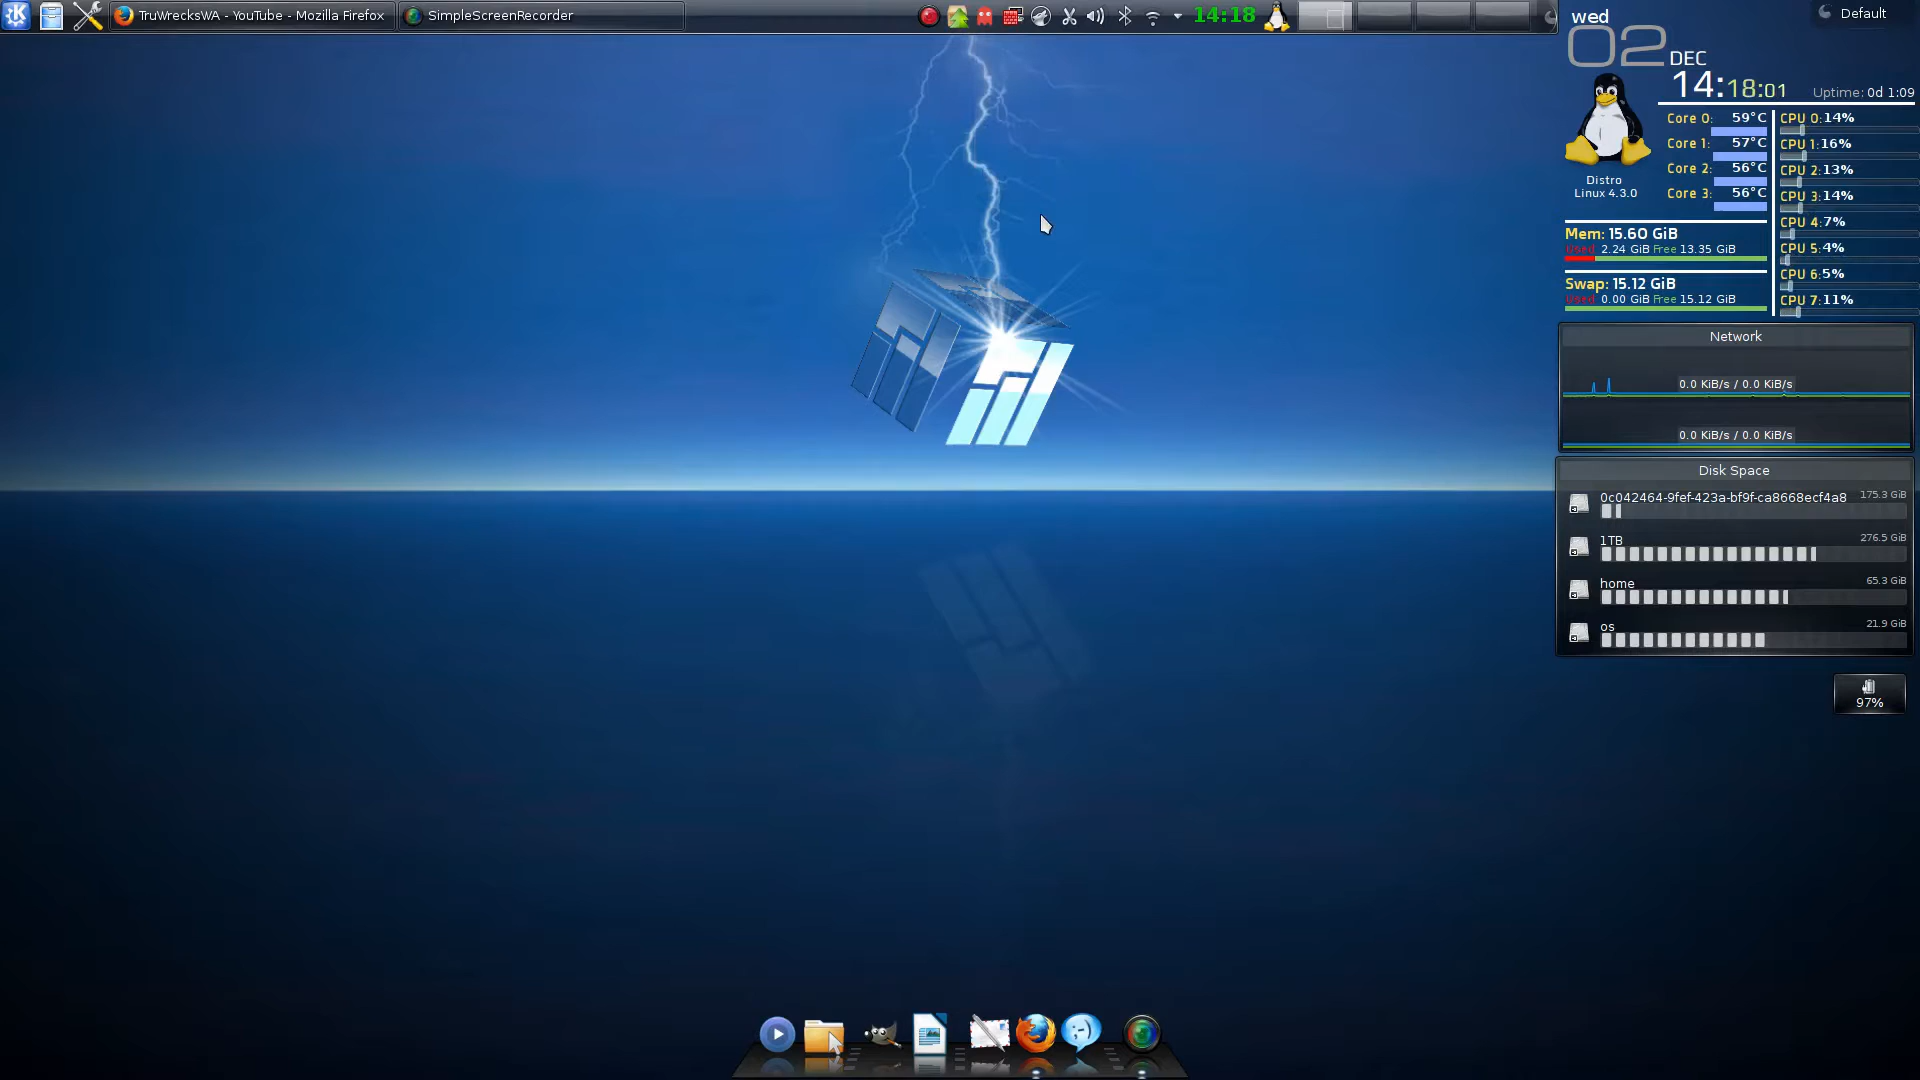 TruWrecksWA - YouTube - Mozilla Firefox
SimpleScreenRecorder
14:18
wed
02 DEC
14:18:01
Default
Uptime: 0d 1:09
Distro
Linux 4.3.0
Core 0: 59°C
Core 1: 57°C
Core 2: 56°C
Core 3: 56°C
CPU 0:14%
CPU 1:16%
CPU 2:13%
CPU 3:14%
CPU 4:7%
CPU 5:4%
CPU 6:5%
CPU 7:11%
Mem: 15.60 GiB
Used 2.24 GiB Free 13.35 GiB
Swap: 15.12 GiB
Used 0.00 GiB Free 15.12 GiB
Network
0.0 KiB/s / 0.0 KiB/s
0.0 KiB/s / 0.0 KiB/s
Disk Space
0c042464-9fef-423a-bf9f-ca8668ecf4a8 175.3 GiB
1TB 276.5 GiB
home 65.3 GiB
os 21.9 GiB
97%